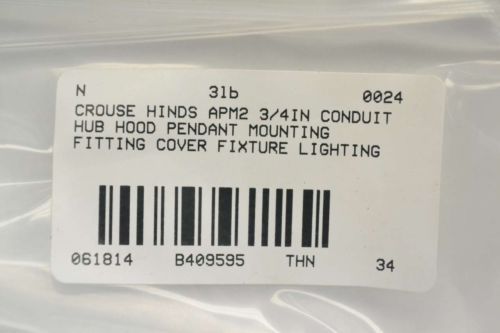 N 3lb 0024
CROUSE HINDS APM2 3/4IN CONDUIT
HUB HOOD PENDANT MOUNTING
FITTING COVER FIXTURE LIGHTING
061814 B409595 THN 34